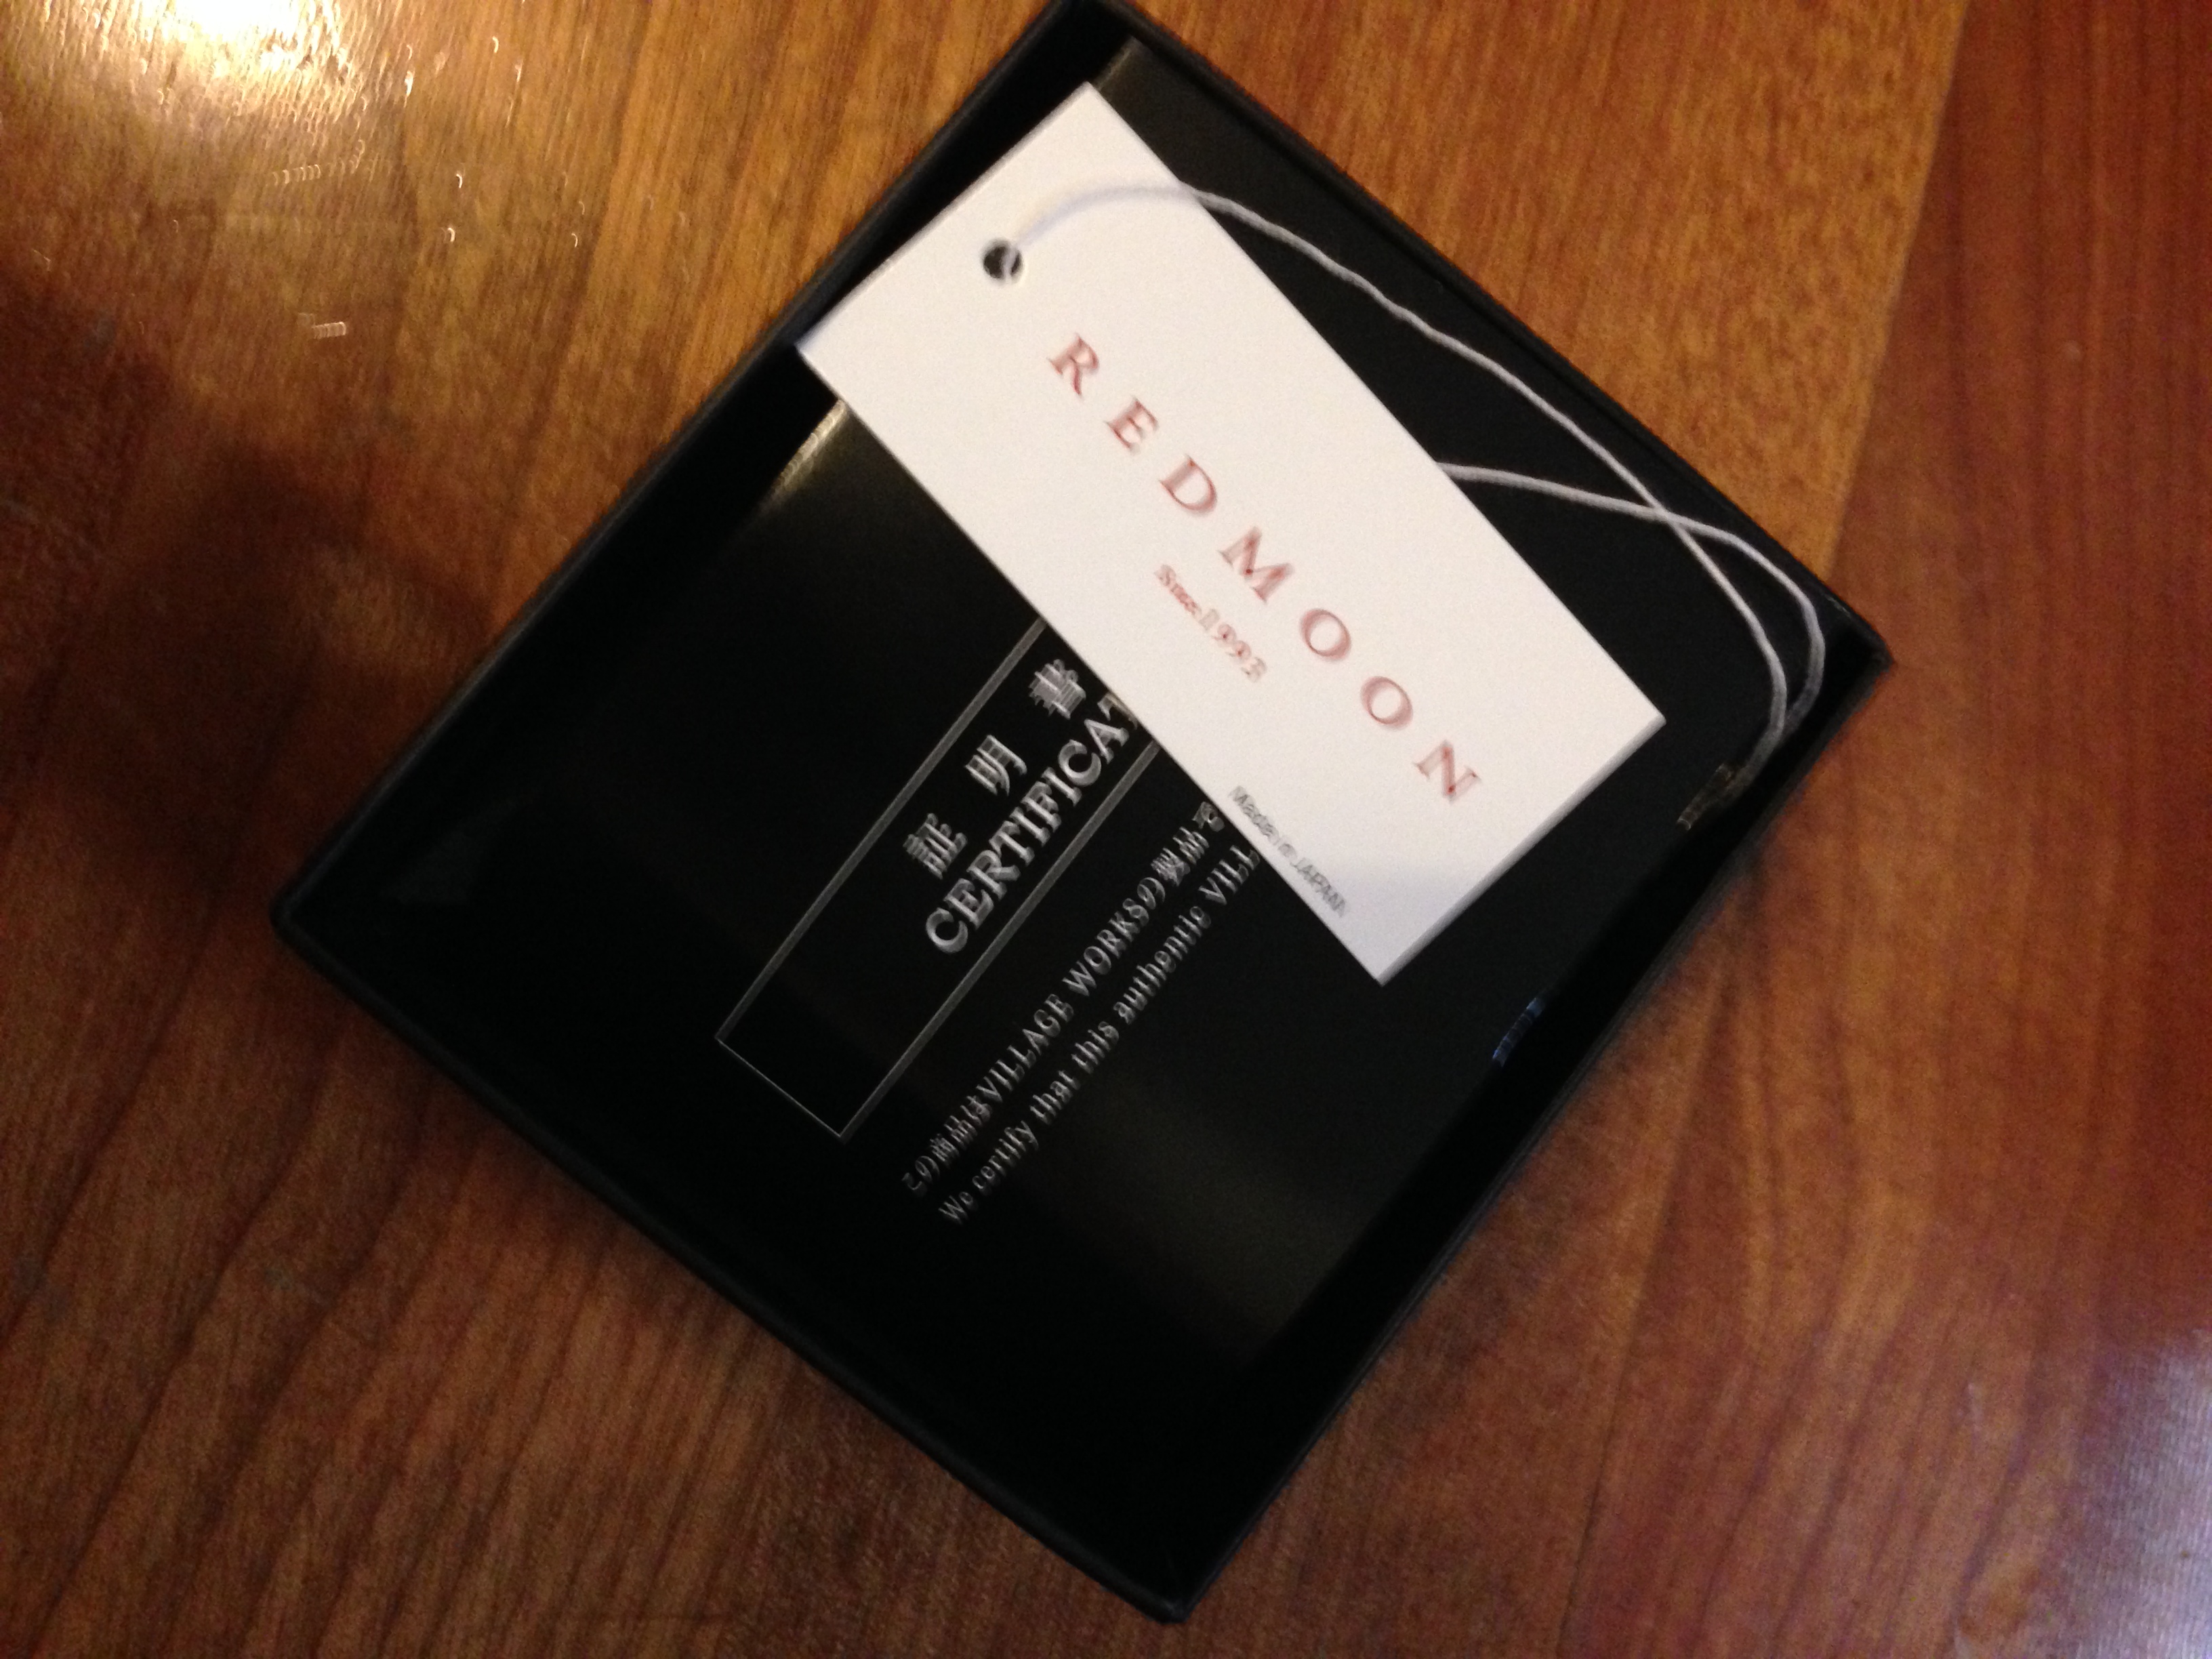 REDMOON
Since 1993
Made in JAPAN
証明書
CERTIFICAT
この商品はVILLAGE WORKSの製品で
We certify that this authentic VILL